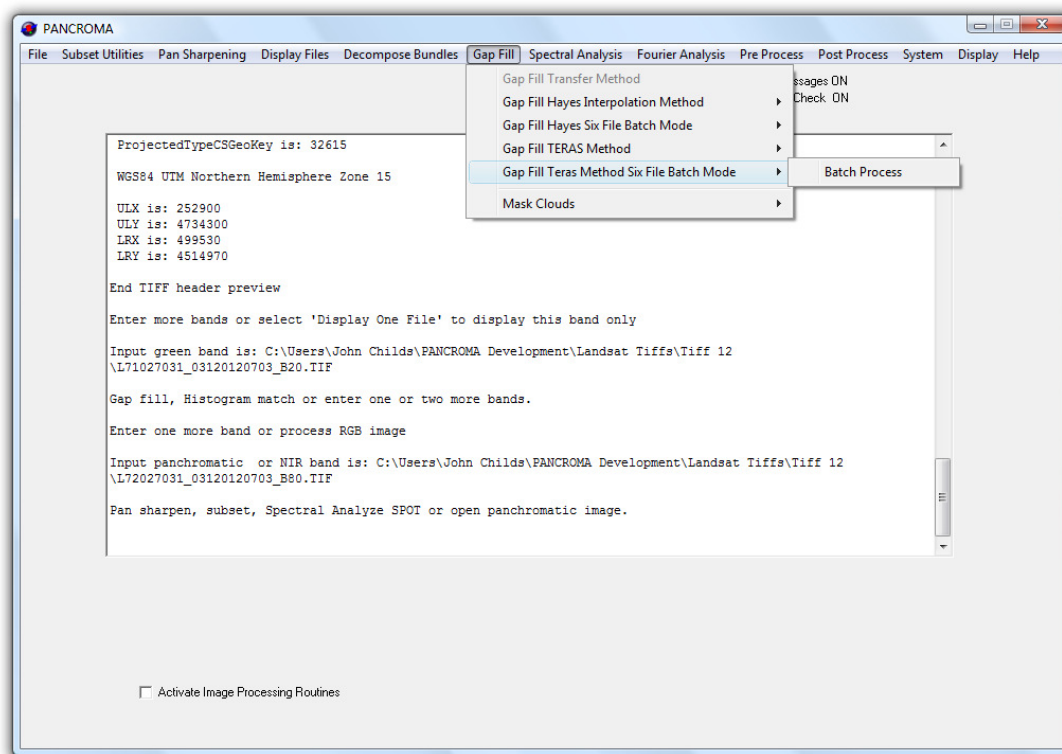 PANCROMA
File Subset Utilities Pan Sharpening Display Files Decompose Bundles Gap Fill Spectral Analysis Fourier Analysis Pre Process Post Process System Display Help
Gap Fill Transfer Method
ssages ON
Gap Fill Hayes Interpolation Method
Check ON
Gap Fill Hayes Six File Batch Mode
Gap Fill TERAS Method
Gap Fill Teras Method Six File Batch Mode
Batch Process
Mask Clouds
ProjectedTypeCSGeoKey is: 32615
WGS84 UTM Northern Hemisphere Zone 15
ULX is: 252900
ULY is: 4734300
LRX is: 499530
LRY is: 4514970
End TIFF header preview
Enter more bands or select 'Display One File' to display this band only
Input green band is: C:\Users\John Childs\PANCROMA Development\Landsat Tiffs\Tiff 12
\L71027031_03120120703_B20.TIF
Gap fill, Histogram match or enter one or two more bands.
Enter one more band or process RGB image
Input panchromatic or NIR band is: C:\Users\John Childs\PANCROMA Development\Landsat Tiffs\Tiff 12
\L72027031_03120120703_B80.TIF
Pan sharpen, subset, Spectral Analyze SPOT or open panchromatic image.
Activate Image Processing Routines